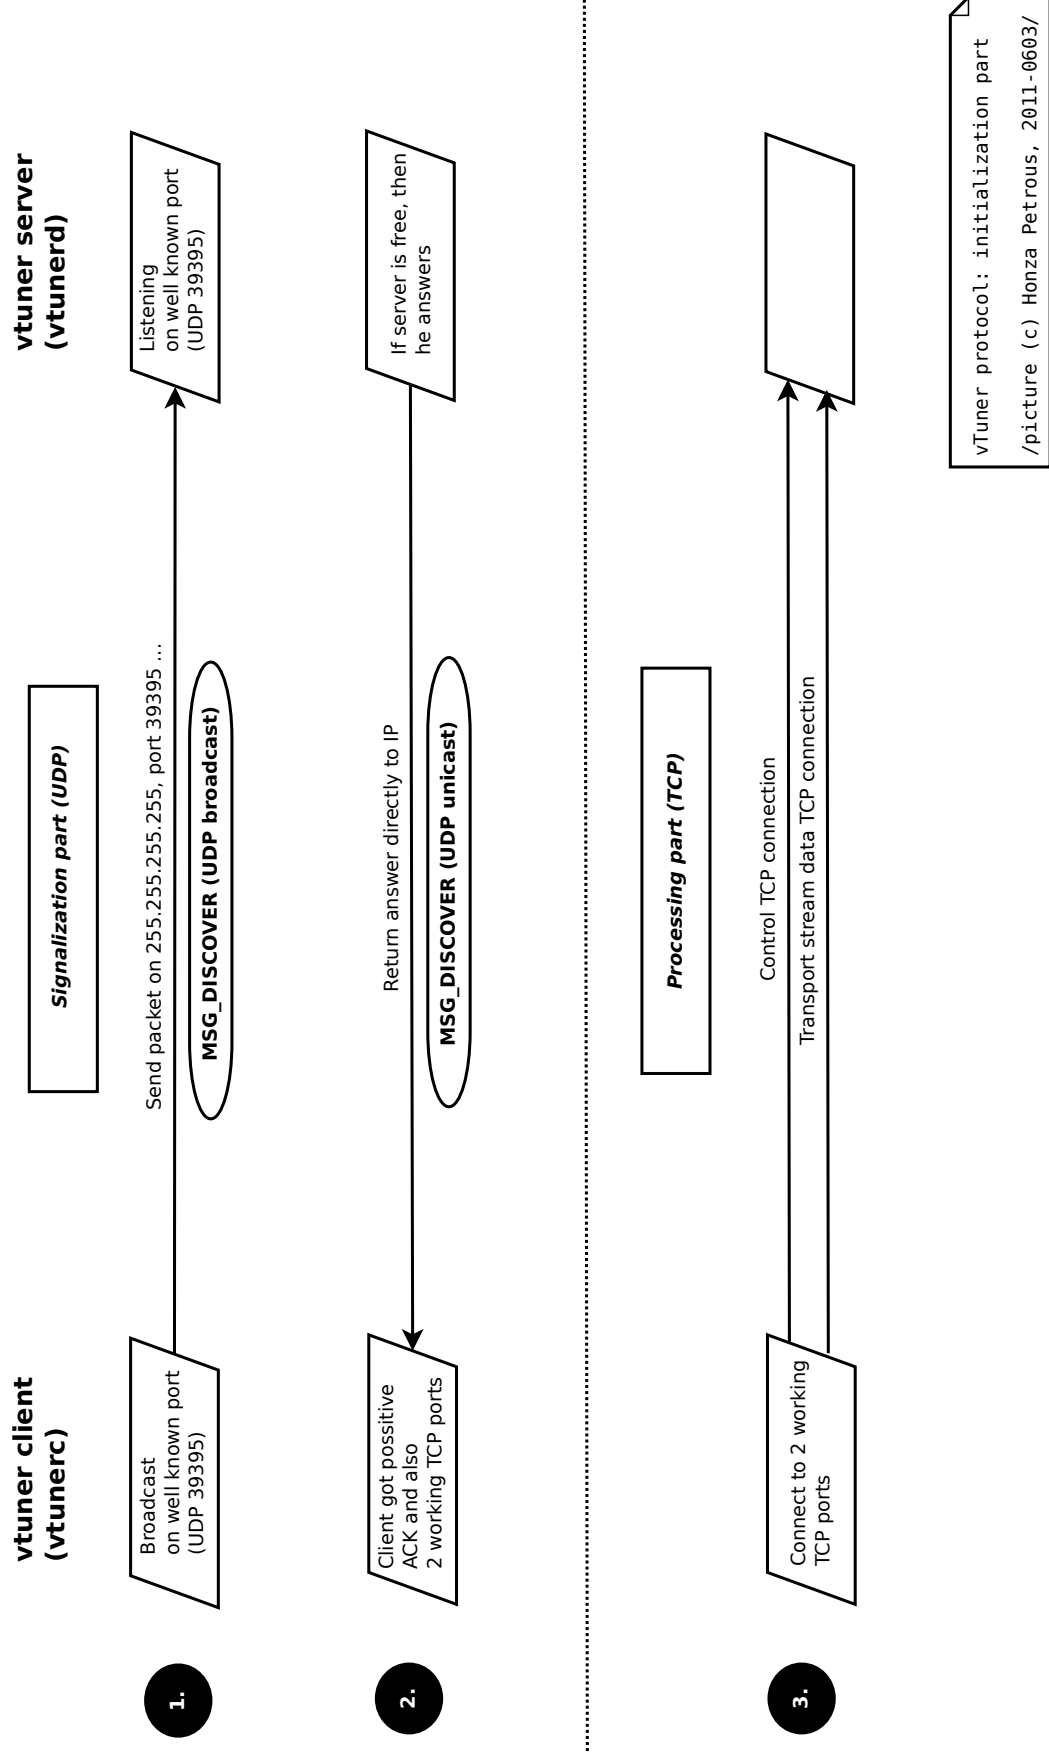 vtuner client
(vtunerc)
vtuner server
(vtunerd)
Signalization part (UDP)
1.
Broadcast
on well known port
(UDP 39395)
Send packet on 255.255.255.255, port 39395 ...
MSG_DISCOVER (UDP broadcast)
Listening
on well known port
(UDP 39395)
2.
Client got possitive
ACK and also
2 working TCP ports
Return answer directly to IP
MSG_DISCOVER (UDP unicast)
If server is free, then
he answers
Processing part (TCP)
3.
Connect to 2 working
TCP ports
Control TCP connection
Transport stream data TCP connection
vTuner protocol: initialization part
/picture (c) Honza Petrous, 2011-0603/